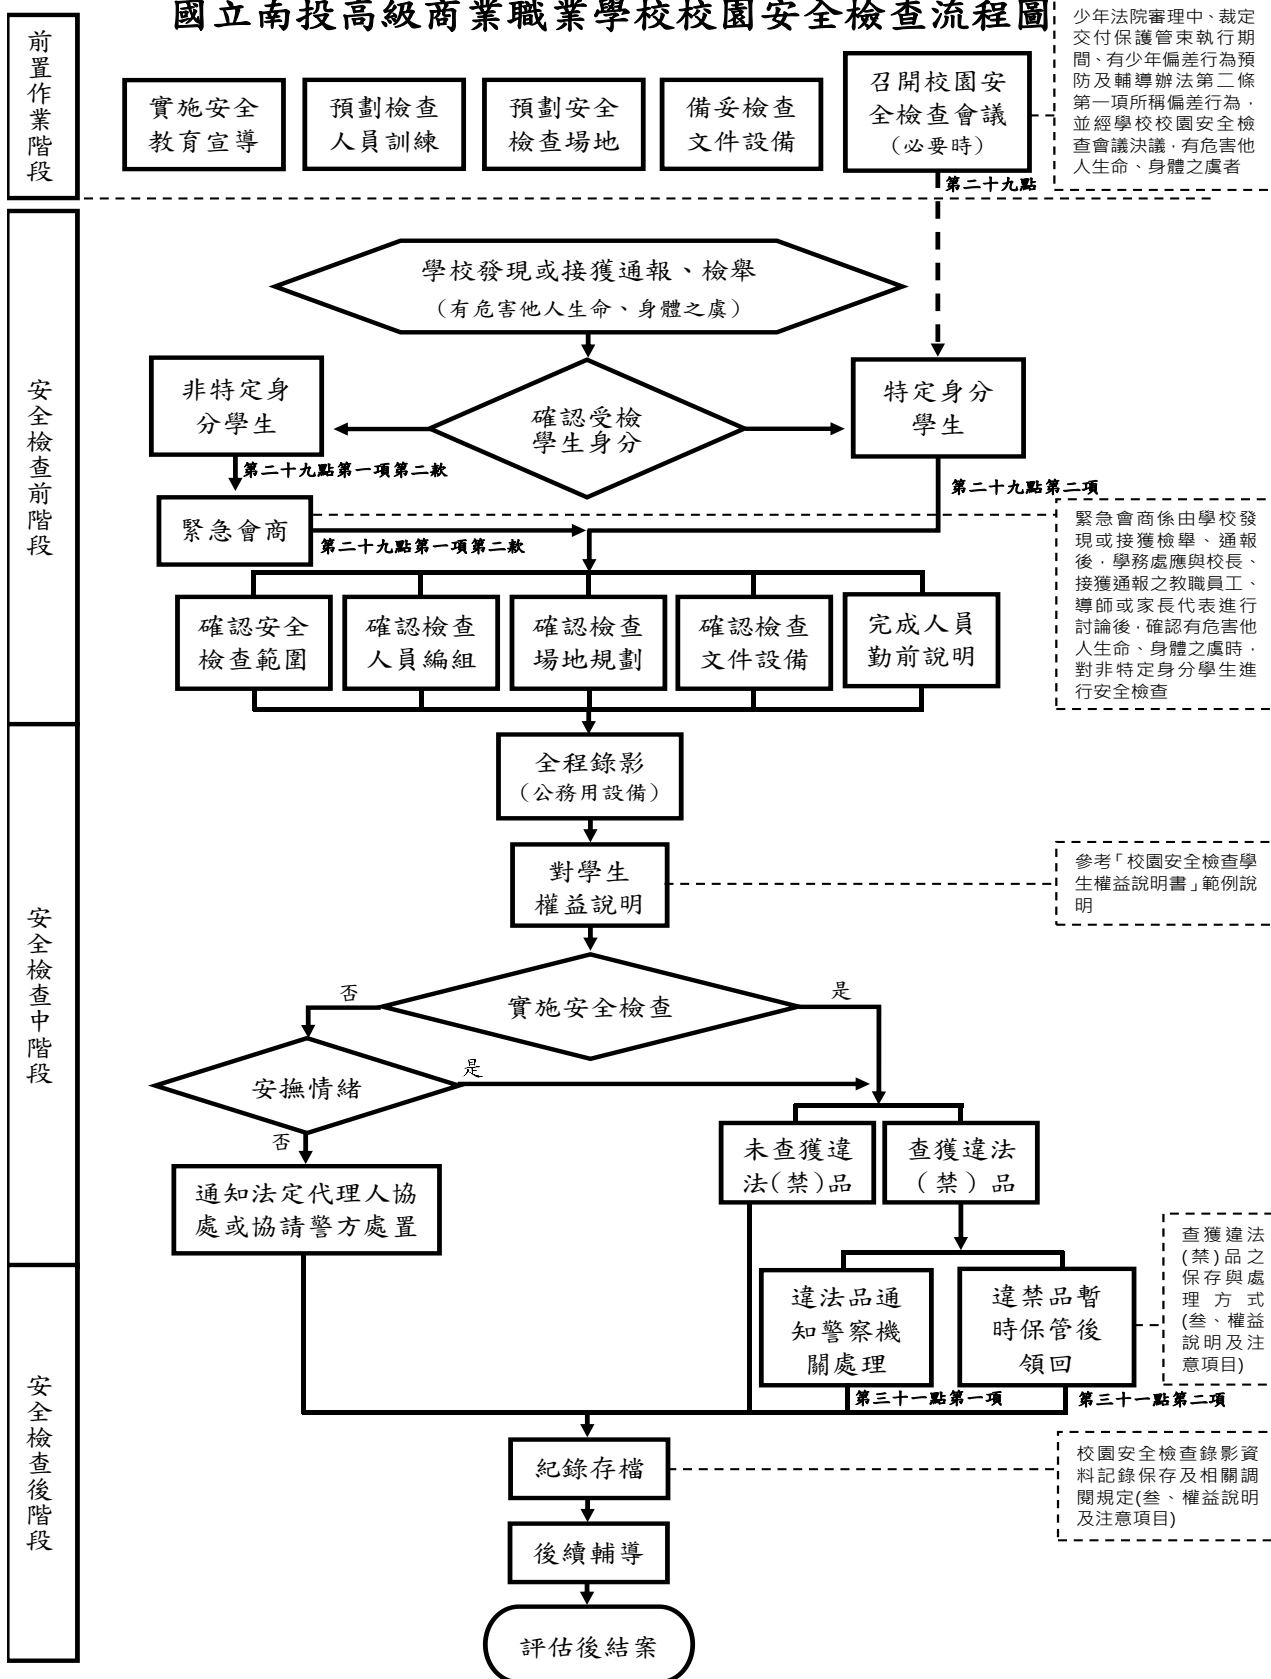 國立南投高級商業職業學校校園安全檢查流程圖
前置作業階段
實施安全
教育宣導
預劃檢查
人員訓練
預劃安全
檢查場地
備妥檢查
文件設備
召開校園安
全檢查會議
(必要時)
少年法院審理中、裁定
交付保護管束執行期
間、有少年偏差行為預
防及輔導辦法第二條
第一項所稱偏差行為，
並經學校校園安全檢
查會議決議，有危害他
人生命、身體之虞者
第二十九點
安全檢查前階段
學校發現或接獲通報、檢舉
(有危害他人生命、身體之虞)
非特定身
分學生
確認受檢
學生身分
特定身分
學生
第二十九點第一項第二款
第二十九點第二項
緊急會商
第二十九點第一項第二款
緊急會商係由學校發
現或接獲檢舉、通報
後，學務處應與校長、
接獲通報之教職員工、
導師或家長代表進行
討論後，確認有危害他
人生命、身體之虞時，
對非特定身分學生進
行安全檢查
確認安全
檢查範圍
確認檢查
人員編組
確認檢查
場地規劃
確認檢查
文件設備
完成人員
勤前說明
安全檢查中階段
全程錄影
(公務用設備)
對學生
權益說明
參考「校園安全檢查學
生權益說明書」範例說
明
實施安全檢查
否
是
安撫情緒
是
否
未查獲違
法(禁)品
查獲違法
(禁)品
通知法定代理人協
處或協請警方處置
違法品通
知警察機
關處理
違禁品暫
時保管後
領回
查獲違法
(禁)品之
保存與處
理方式
(叁、權益
說明及注
意項目)
第三十一點第一項
第三十一點第二項
安全檢查後階段
紀錄存檔
校園安全檢查錄影資
料記錄保存及相關調
閱規定(叁、權益說明
及注意項目)
後續輔導
評估後結案